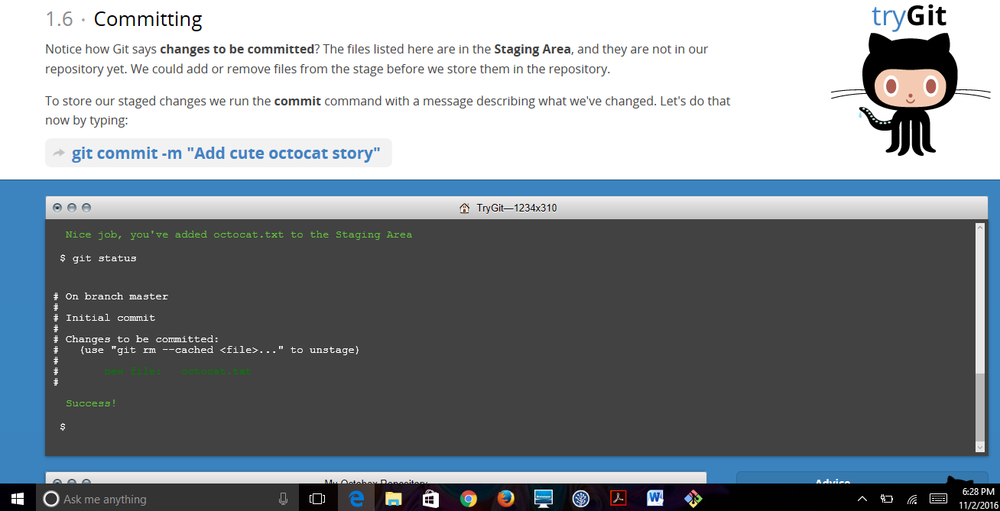 1.6 · Committing
tryGit
Notice how Git says changes to be committed? The files listed here are in the Staging Area, and they are not in our
repository yet. We could add or remove files from the stage before we store them in the repository.
To store our staged changes we run the commit command with a message describing what we've changed. Let's do that
now by typing:
git commit -m "Add cute octocat story"
TryGit—1234x310
Nice job, you've added octocat.txt to the Staging Area
$ git status
# On branch master
#
# Initial commit
#
# Changes to be committed:
#   (use "git rm --cached <file>..." to unstage)
#
#       new file:   octocat.txt
#
Success!
$
My Octobox Repository
Advice
Ask me anything
6:28 PM
11/2/2016